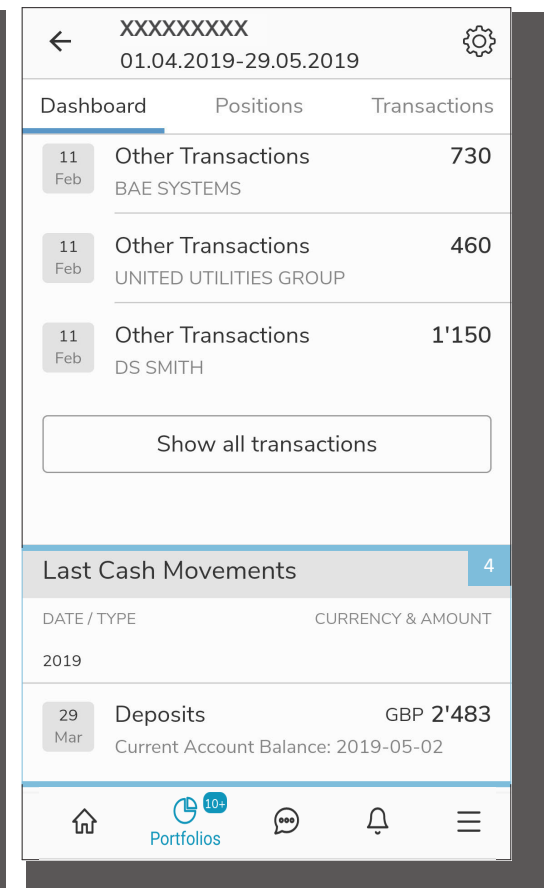 XXXXXXXXX
01.04.2019-29.05.2019
Dashboard Positions Transactions
11 Other Transactions 730
Feb BAE SYSTEMS
11 Other Transactions 460
Feb UNITED UTILITIES GROUP
11 Other Transactions 1'150
Feb DS SMITH
Show all transactions
Last Cash Movements 4
DATE / TYPE CURRENCY & AMOUNT
2019
29 Deposits GBP 2'483
Mar Current Account Balance: 2019-05-02
10+
Portfolios